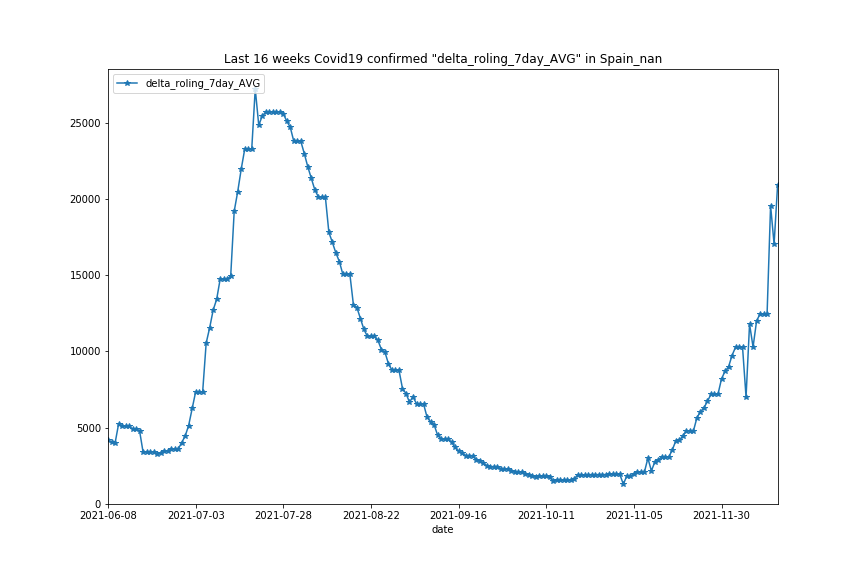 Last 16 weeks Covid19 confirmed "delta_roling_7day_AVG" in Spain_nan
delta_roling_7day_AVG
25000
20000
15000
10000
5000
0
2021-06-08 2021-07-03 2021-07-28 2021-08-22 2021-09-16 2021-10-11 2021-11-05 2021-11-30
date